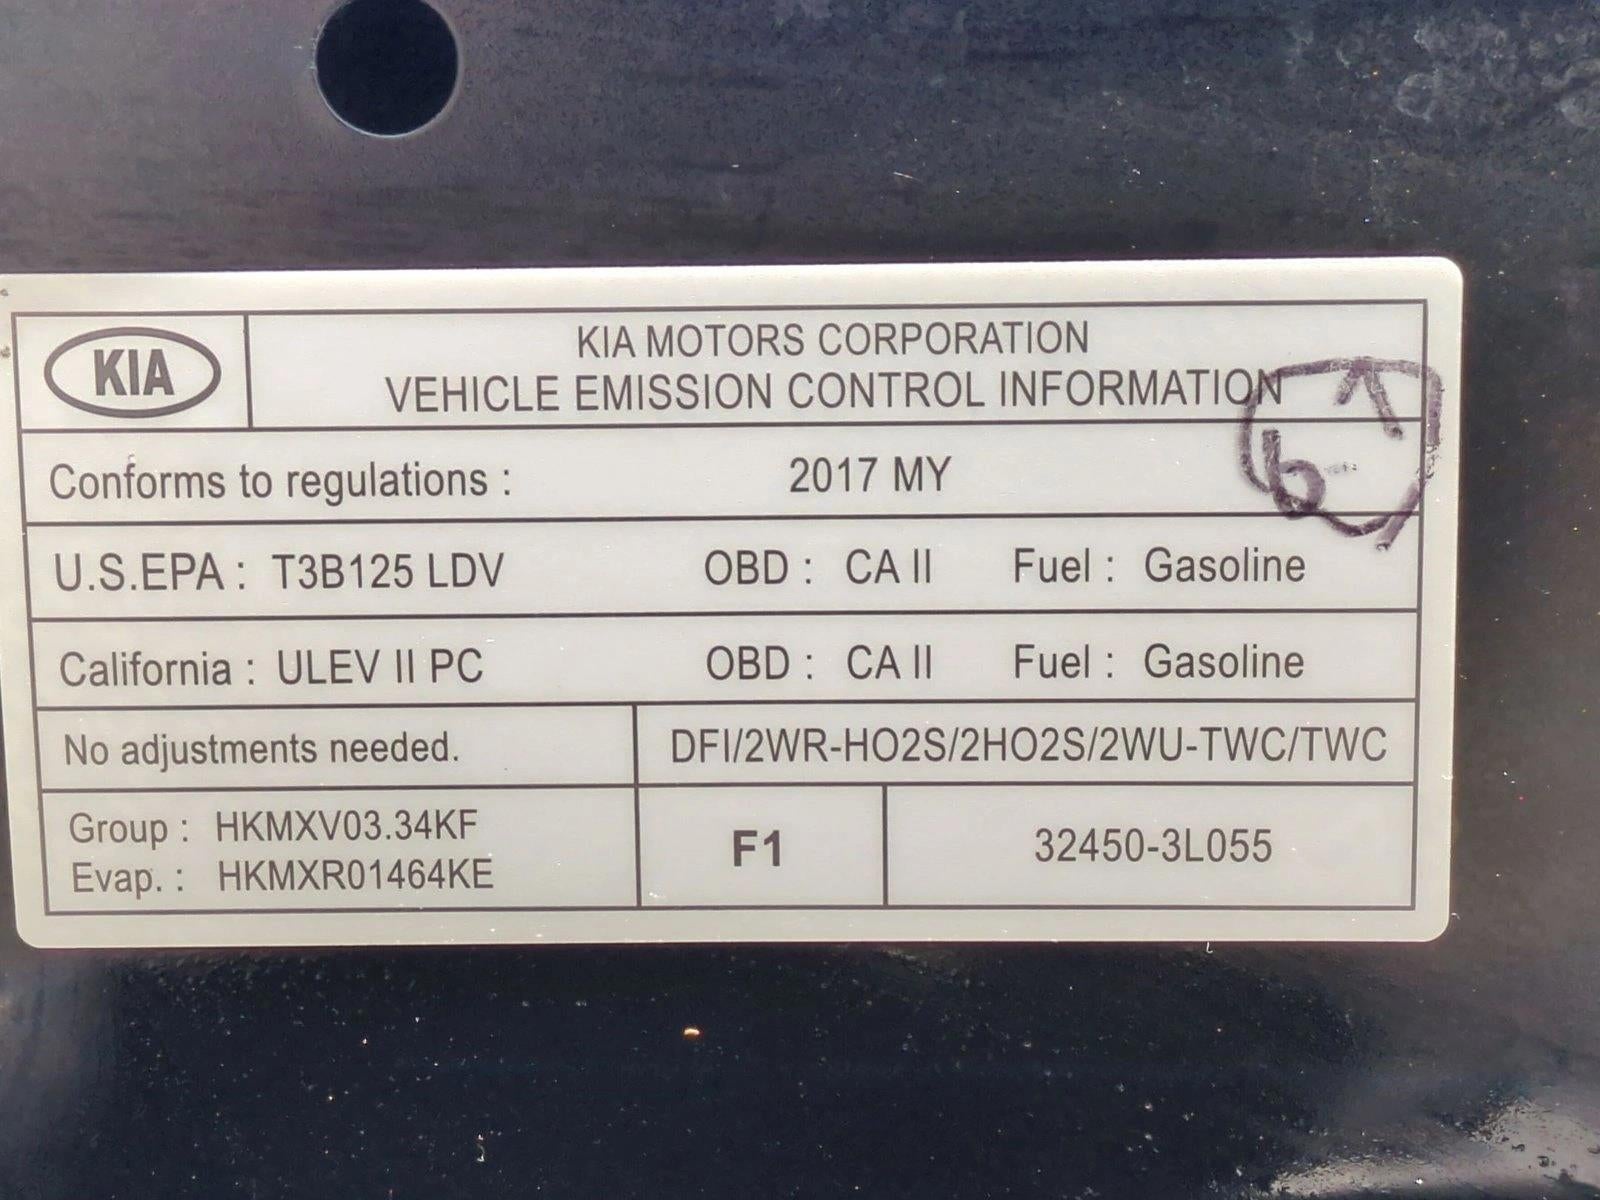 KIA
KIA MOTORS CORPORATION
VEHICLE EMISSION CONTROL INFORMATION
Conforms to regulations : 2017 MY
U.S.EPA : T3B125 LDV OBD : CA II Fuel : Gasoline
California : ULEV II PC OBD : CA II Fuel : Gasoline
No adjustments needed. DFI/2WR-HO2S/2HO2S/2WU-TWC/TWC
Group : HKMXV03.34KF
Evap. : HKMXR01464KE
F1
32450-3L055